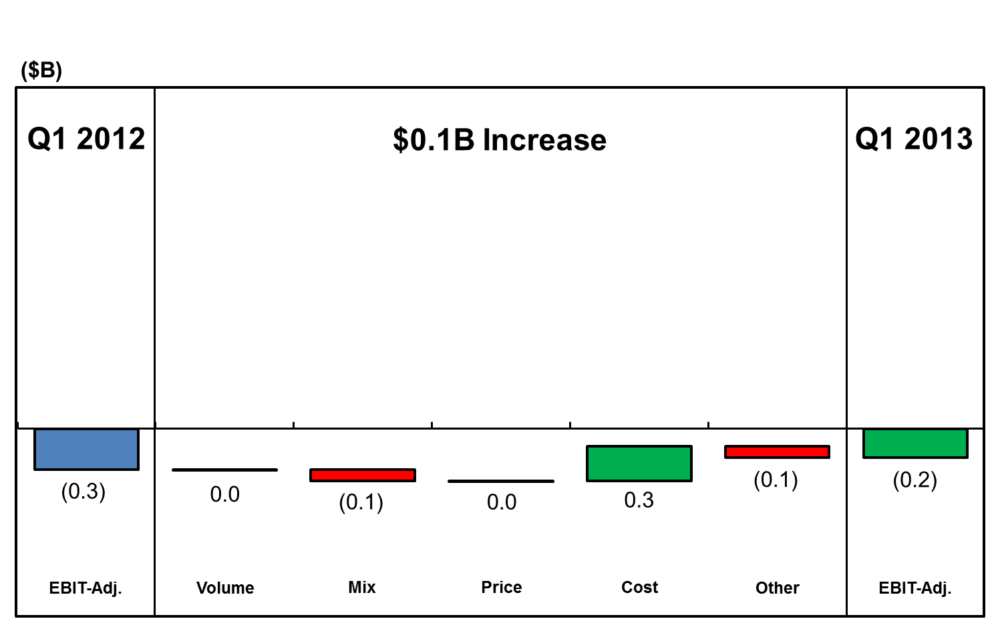 ($B)
Q1 2012
$0.1B Increase
Q1 2013
(0.3)
0.0
(0.1)
0.0
0.3
(0.1)
(0.2)
EBIT-Adj.
Volume
Mix
Price
Cost
Other
EBIT-Adj.